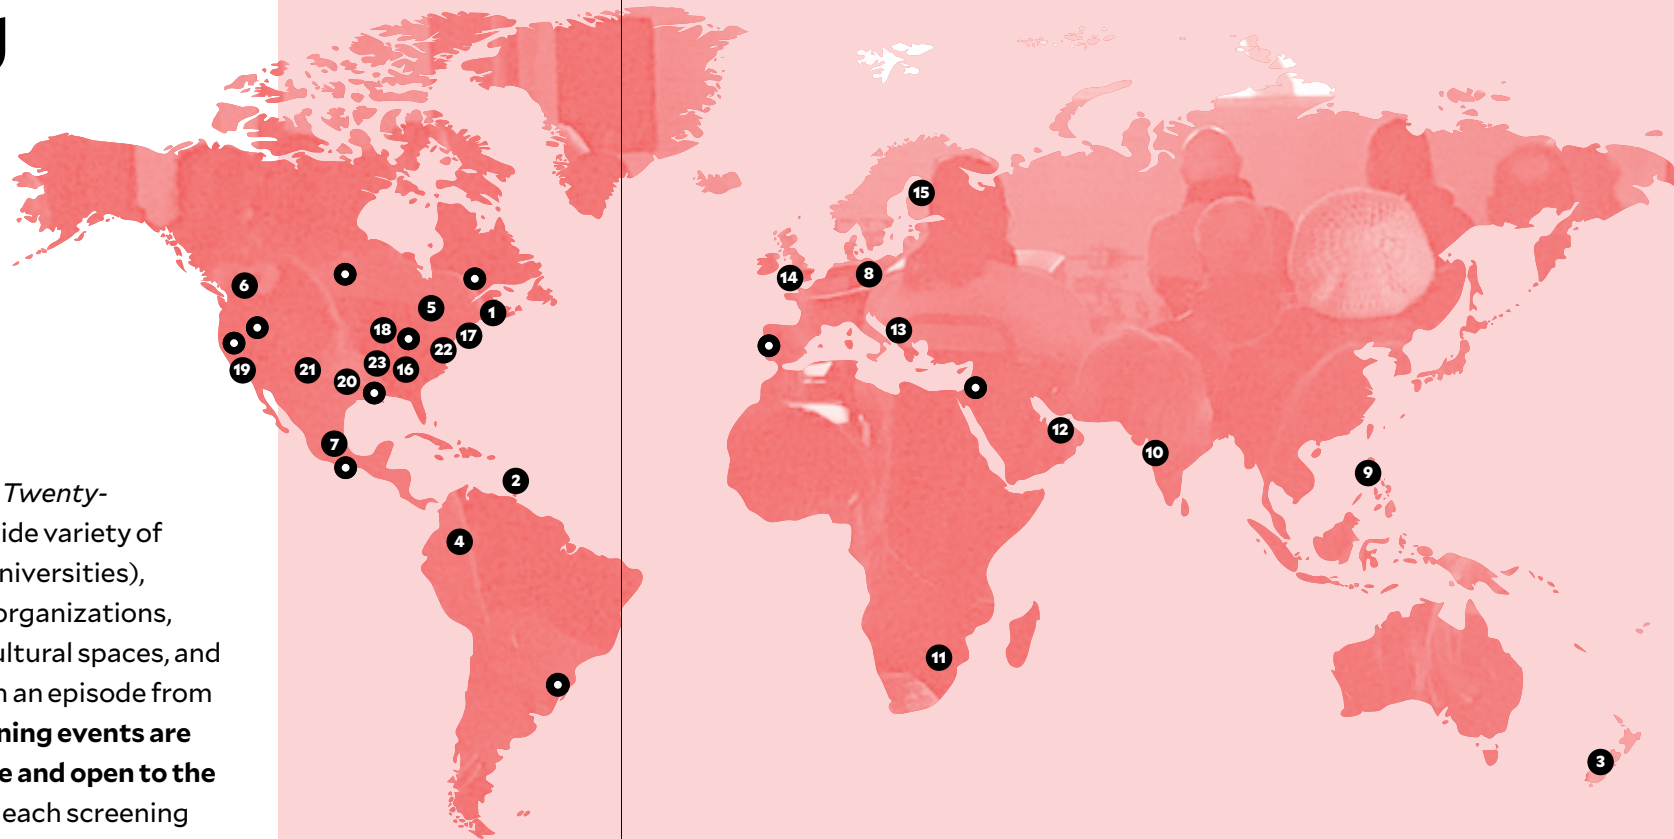 Twenty-
ide variety of
niversities),
organizations,
ultural spaces, and
n an episode from
ning events are
e and open to the
each screening
15
14
8
6
5
1
18
17
13
22
23
16
19
21
20
7
12
10
2
9
4
11
3